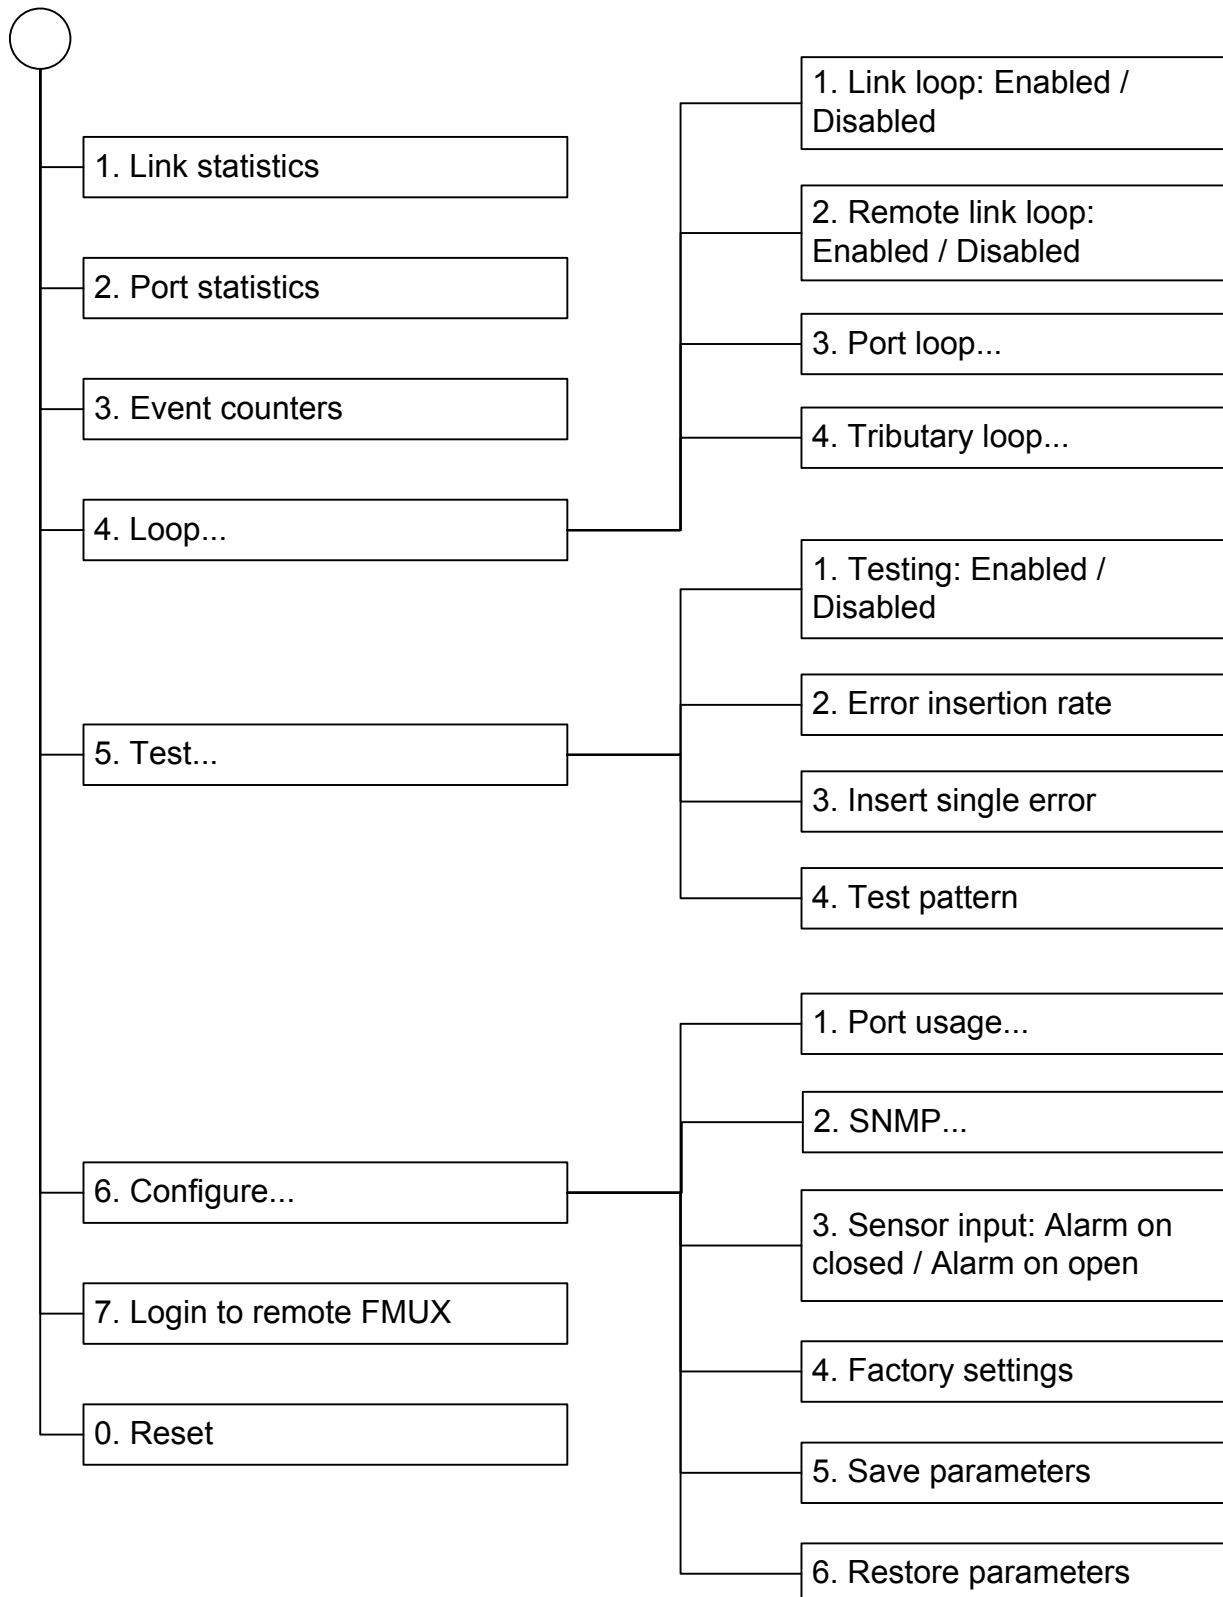 1. Link statistics
2. Port statistics
3. Event counters
4. Loop...
5. Test...
6. Configure...
7. Login to remote FMUX
0. Reset
1. Link loop: Enabled /
Disabled
2. Remote link loop:
Enabled / Disabled
3. Port loop...
4. Tributary loop...
1. Testing: Enabled /
Disabled
2. Error insertion rate
3. Insert single error
4. Test pattern
1. Port usage...
2. SNMP...
3. Sensor input: Alarm on
closed / Alarm on open
4. Factory settings
5. Save parameters
6. Restore parameters